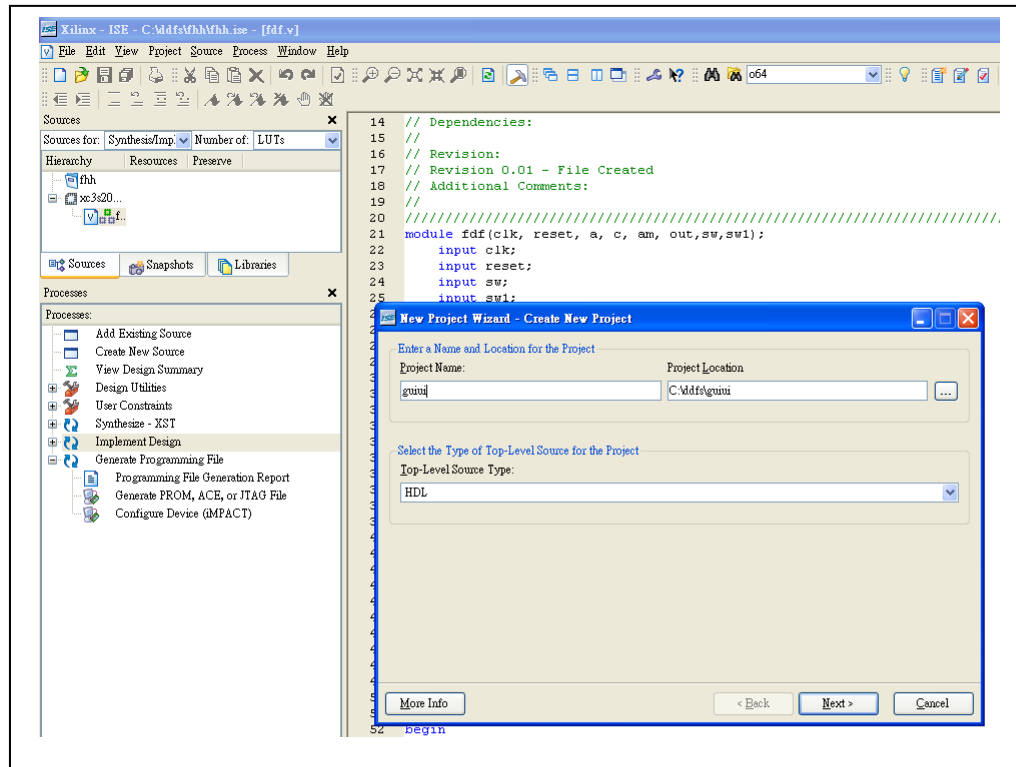 Xilinx - ISE - C:\ddfs\fhh\fhh.ise - [fdf.v]
File Edit View Project Source Process Window Help
o64
Sources
Sources for: Synthesis/Imp. Number of: LUTs
Hierarchy Resources Preserve
fhh
xc3s20...
f..
Sources Snapshots Libraries
Processes
Processes:
Add Existing Source
Create New Source
View Design Summary
Design Utilities
User Constraints
Synthesize - XST
Implement Design
Generate Programming File
Programming File Generation Report
Generate PROM, ACE, or JTAG File
Configure Device (iMPACT)
14 // Dependencies:
15 //
16 // Revision:
17 // Revision 0.01 - File Created
18 // Additional Comments:
19 //
20 //////////////////////////////////////////////////////////////////////////
21 module fdf(clk, reset, a, c, am, out,sw,sw1);
22 input clk;
23 input reset;
24 input sw;
25 input sw1;
New Project Wizard - Create New Project
Enter a Name and Location for the Project
Project Name: Project Location
guiui C:\ddfs\guiui ...
Select the Type of Top-Level Source for the Project
Top-Level Source Type:
HDL
More Info < Back Next > Cancel
52 begin